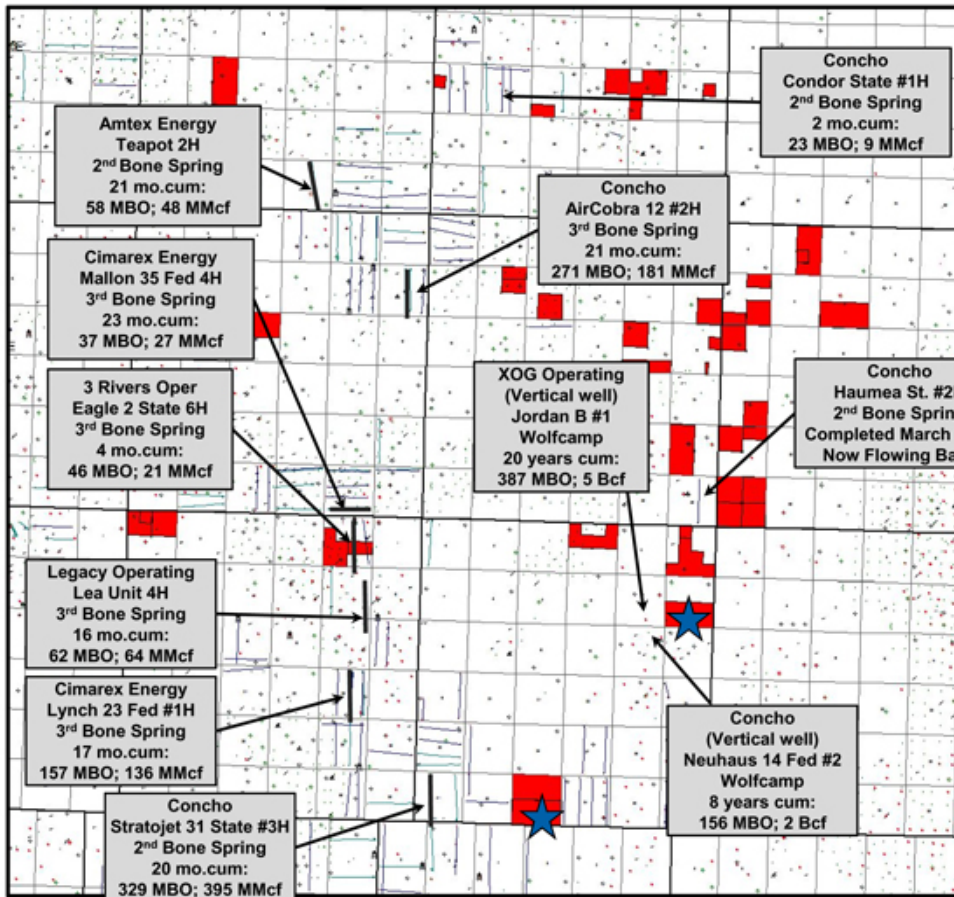 Concho
Condor State #1H
2nd Bone Spring
2 mo.cum:
23 MBO; 9 MMcf
Amtex Energy
Teapot 2H
2nd Bone Spring
21 mo.cum:
58 MBO; 48 MMcf
Concho
AirCobra 12 #2H
3rd Bone Spring
21 mo.cum:
271 MBO; 181 MMcf
Cimarex Energy
Mallon 35 Fed 4H
3rd Bone Spring
23 mo.cum:
37 MBO; 27 MMcf
3 Rivers Oper
Eagle 2 State 6H
3rd Bone Spring
4 mo.cum:
46 MBO; 21 MMcf
XOG Operating
(Vertical well)
Jordan B #1
Wolfcamp
20 years cum:
387 MBO; 5 Bcf
Concho
Haumea St. #2
2nd Bone Sprin
Completed March
Now Flowing Ba
Legacy Operating
Lea Unit 4H
3rd Bone Spring
16 mo.cum:
62 MBO; 64 MMcf
Cimarex Energy
Lynch 23 Fed #1H
3rd Bone Spring
17 mo.cum:
157 MBO; 136 MMcf
Concho
(Vertical well)
Neuhaus 14 Fed #2
Wolfcamp
8 years cum:
156 MBO; 2 Bcf
Concho
Stratojet 31 State #3H
2nd Bone Spring
20 mo.cum:
329 MBO; 395 MMcf